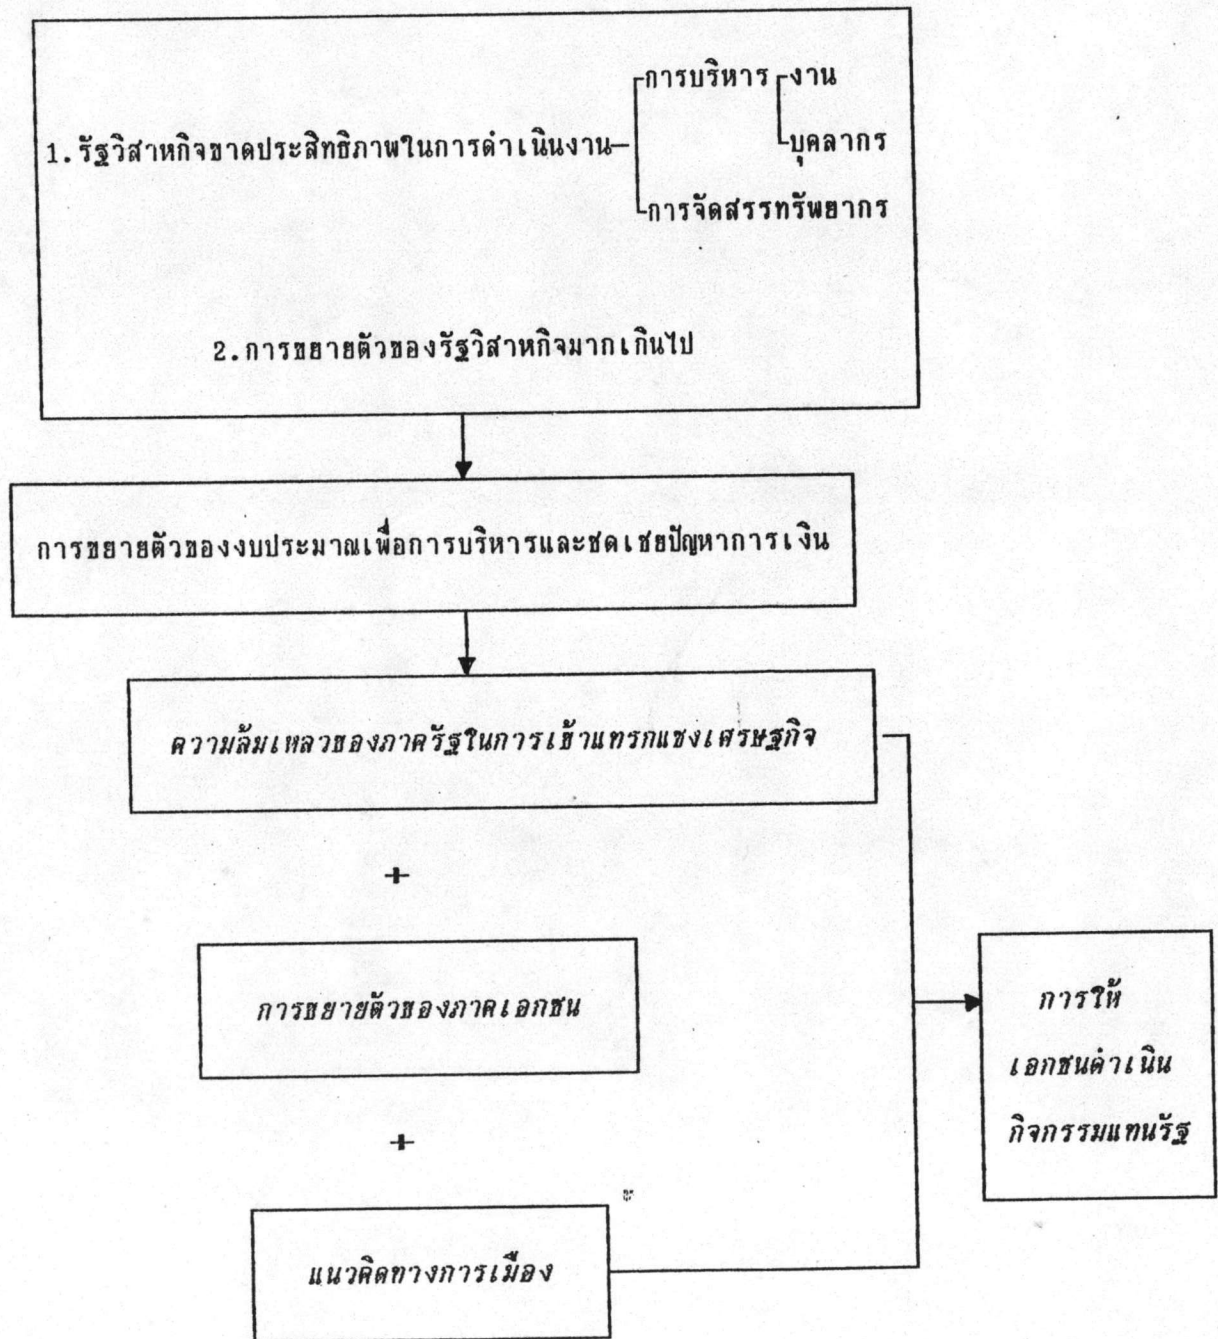 การบริหาร งาน
1.รัฐวิสาหกิจขาดประสิทธิภาพในการดำเนินงาน
บุคลากร
การจัดสรรทรัพยากร
2.การขยายตัวของรัฐวิสาหกิจมากเกินไป
การขยายตัวของงบประมาณเพื่อการบริหารและชดเชยปัญหาการเงิน
ความล้มเหลวของภาครัฐในการเข้าแทรกแซงเศรษฐกิจ
+
การขยายตัวของภาคเอกชน
+
แนวคิดทางการเมือง
การให้
เอกชนดำเนิน
กิจกรรมแทนรัฐ